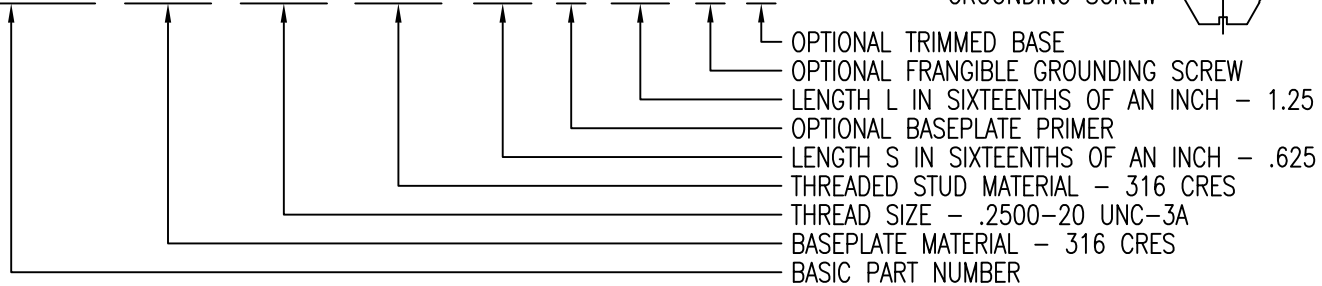 GROUNDING SCREW
OPTIONAL TRIMMED BASE
OPTIONAL FRANGIBLE GROUNDING SCREW
LENGTH L IN SIXTEENTHS OF AN INCH – 1.25
OPTIONAL BASEPLATE PRIMER
LENGTH S IN SIXTEENTHS OF AN INCH – .625
THREADED STUD MATERIAL – 316 CRES
THREAD SIZE – .2500–20 UNC–3A
BASEPLATE MATERIAL – 316 CRES
BASIC PART NUMBER